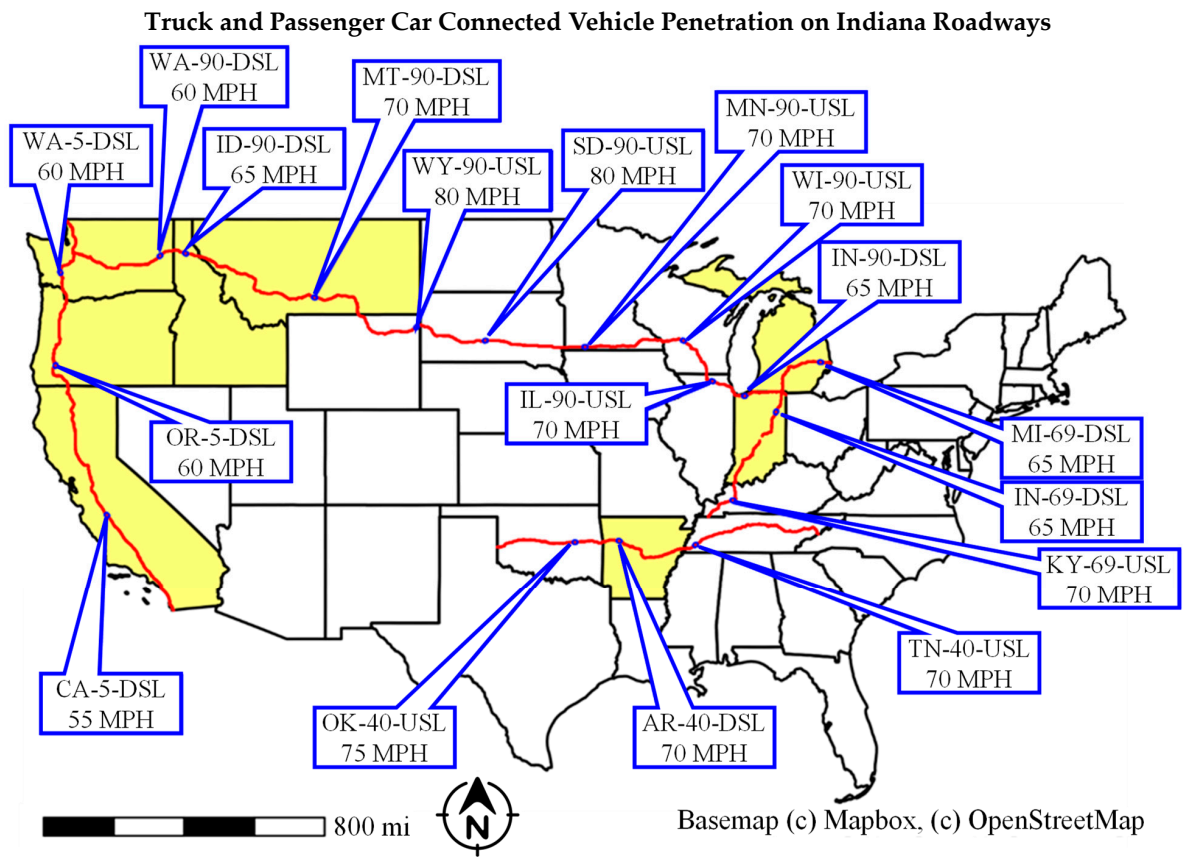 Truck and Passenger Car Connected Vehicle Penetration on Indiana Roadways
WA-90-DSL
60 MPH
MT-90-DSL
70 MPH
MN-90-USL
70 MPH
WA-5-DSL
60 MPH
ID-90-DSL
65 MPH
WY-90-USL
80 MPH
SD-90-USL
80 MPH
WI-90-USL
70 MPH
IN-90-DSL
65 MPH
IL-90-USL
70 MPH
OR-5-DSL
60 MPH
MI-69-DSL
65 MPH
IN-69-DSL
65 MPH
KY-69-USL
70 MPH
TN-40-USL
70 MPH
CA-5-DSL
55 MPH
OK-40-USL
75 MPH
AR-40-DSL
70 MPH
800 mi
N
Basemap (c) Mapbox, (c) OpenStreetMap